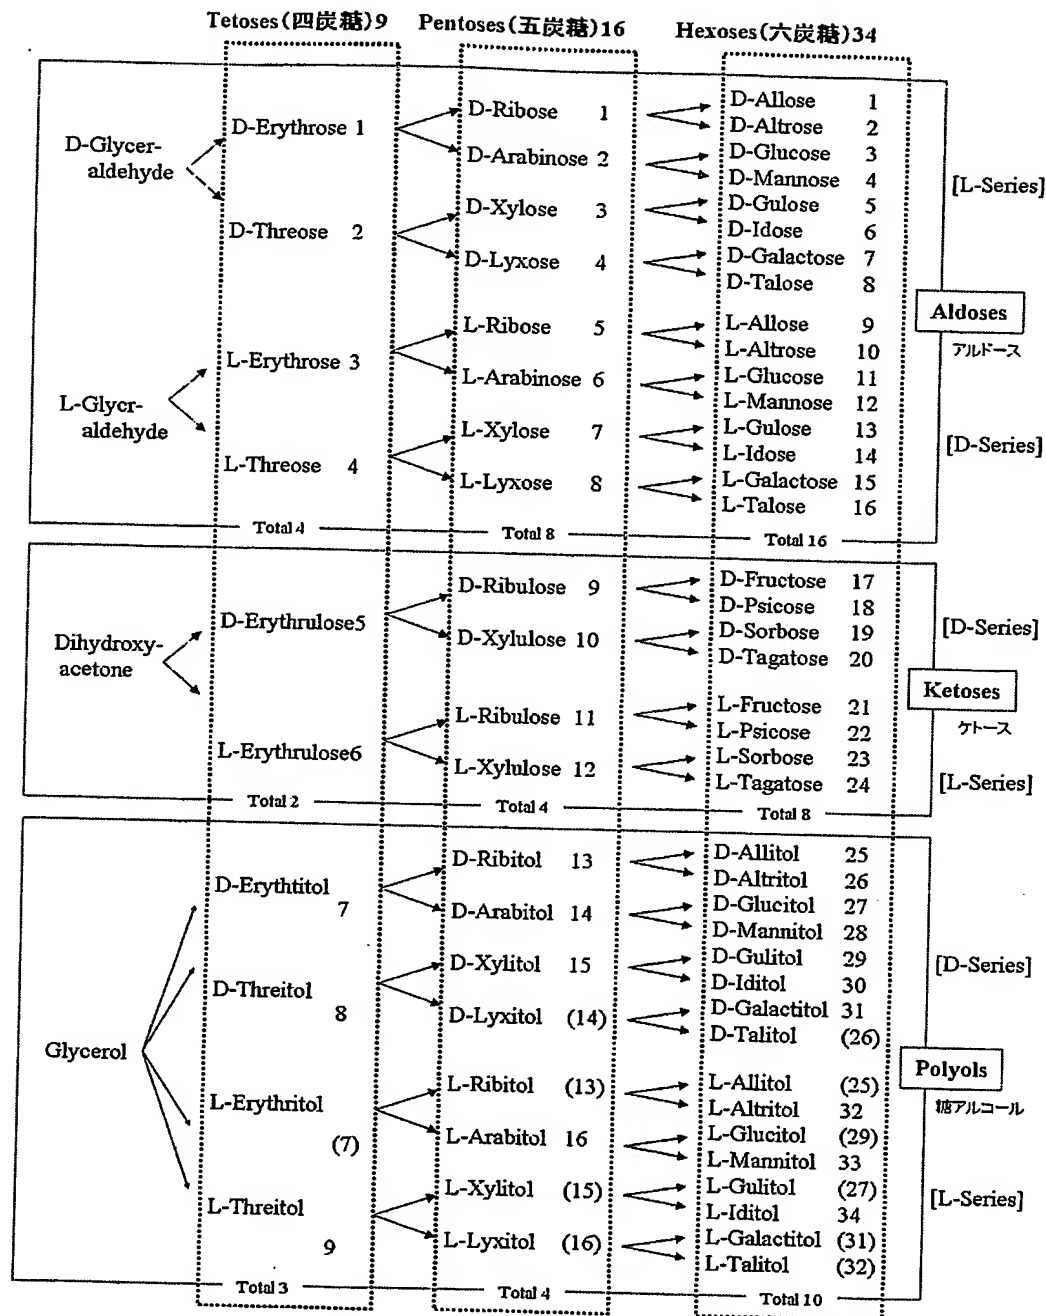 Tetoses(四炭糖)9 Pentoses(五炭糖)16 Hexoses(六炭糖)34
D-Glycer-
aldehyde
L-Glycr-
aldehyde
D-Erythrose 1
D-Threose 2
L-Erythrose 3
L-Threose 4
Total 4
D-Ribose 1
D-Arabinose 2
D-Xylose 3
D-Lyxose 4
L-Ribose 5
L-Arabinose 6
L-Xylose 7
L-Lyxose 8
Total 8
D-Allose 1
D-Altrose 2
D-Glucose 3
D-Mannose 4
D-Gulose 5
D-Idose 6
D-Galactose 7
D-Talose 8
L-Allose 9
L-Altrose 10
L-Glucose 11
L-Mannose 12
L-Gulose 13
L-Idose 14
L-Galactose 15
L-Talose 16
Total 16
[L-Series]
Aldoses
アルドース
[D-Series]
Dihydroxy-
acetone
D-Erythrulose5
L-Erythrulose6
Total 2
D-Ribulose 9
D-Xylulose 10
L-Ribulose 11
L-Xylulose 12
Total 4
D-Fructose 17
D-Psicose 18
D-Sorbose 19
D-Tagatose 20
L-Fructose 21
L-Psicose 22
L-Sorbose 23
L-Tagatose 24
Total 8
[D-Series]
Ketoses
ケトース
[L-Series]
Glycerol
D-Erythtitol
7
D-Threitol
8
L-Erythritol
(7)
L-Threitol
9
Total 3
D-Ribitol 13
D-Arabitol 14
D-Xylitol 15
D-Lyxitol (14)
L-Ribitol (13)
L-Arabitol 16
L-Xylitol (15)
L-Lyxitol (16)
Total 4
D-Allitol 25
D-Altritol 26
D-Glucitol 27
D-Mannitol 28
D-Gulitol 29
D-Iditol 30
D-Galactitol 31
D-Talitol (26)
L-Allitol (25)
L-Altritol 32
L-Glucitol (29)
L-Mannitol 33
L-Gulitol (27)
L-Iditol 34
L-Galactitol (31)
L-Talitol (32)
Total 10
[D-Series]
Polyols
糖アルコール
[L-Series]